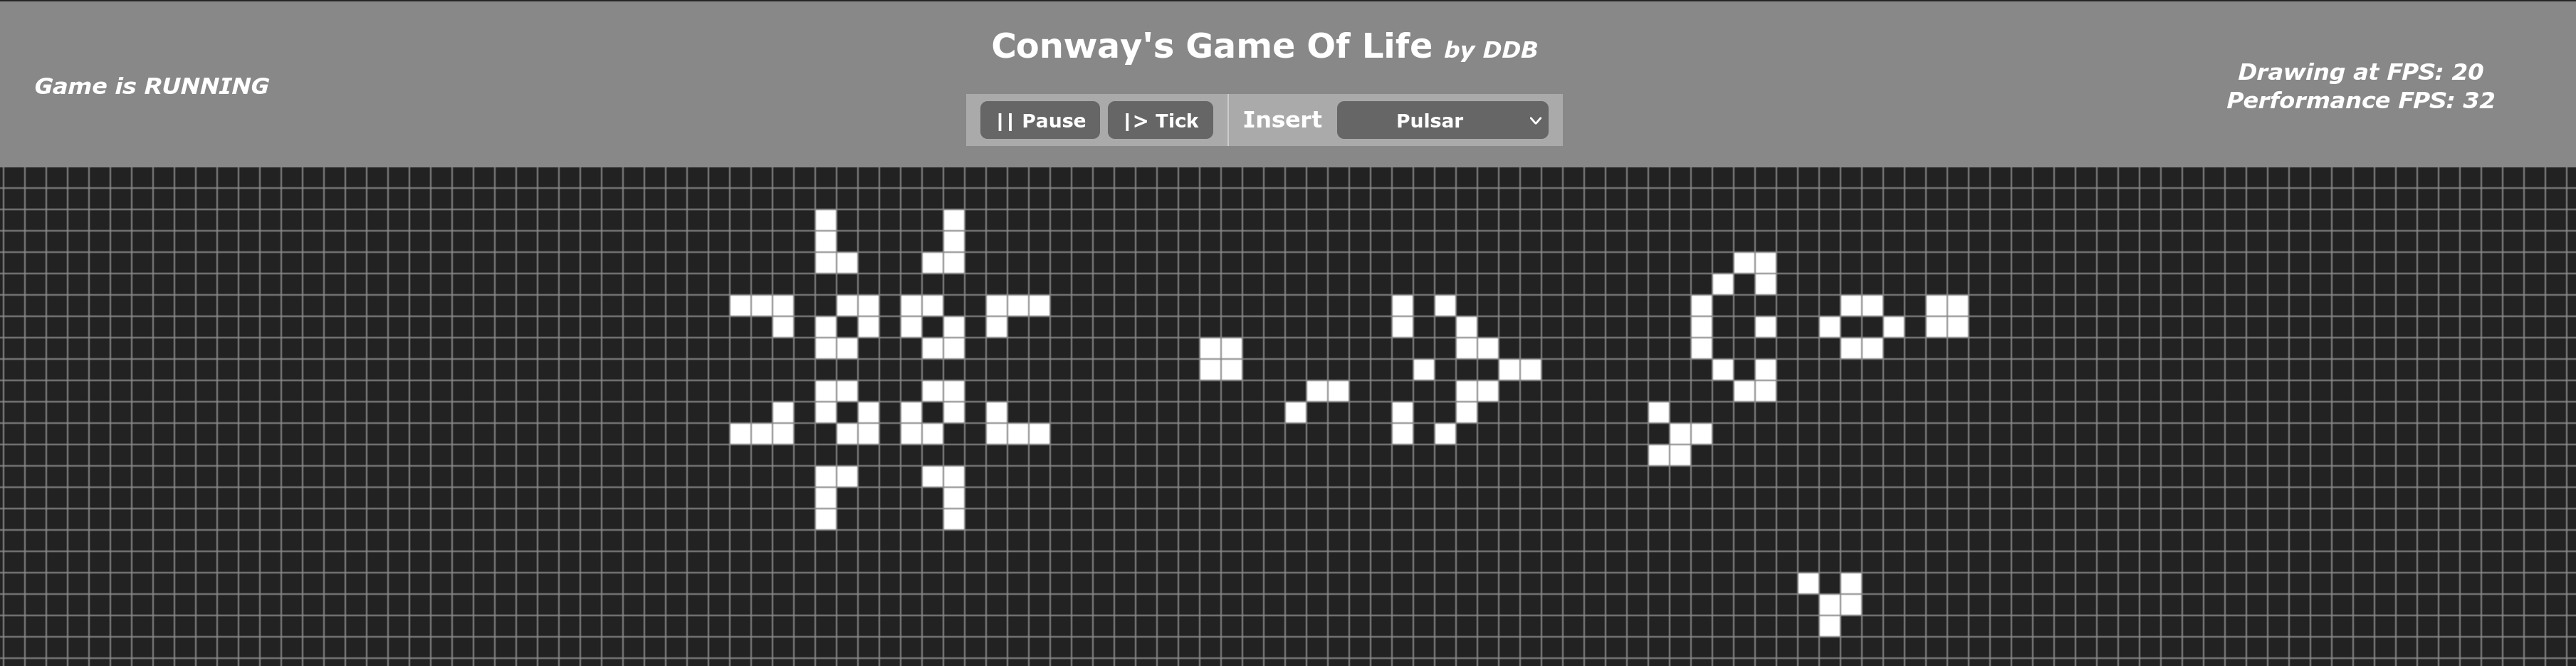 Conway's Game Of Life by DDB
Game is RUNNING
Drawing at FPS: 20
Performance FPS: 32
|| Pause |> Tick Insert Pulsar